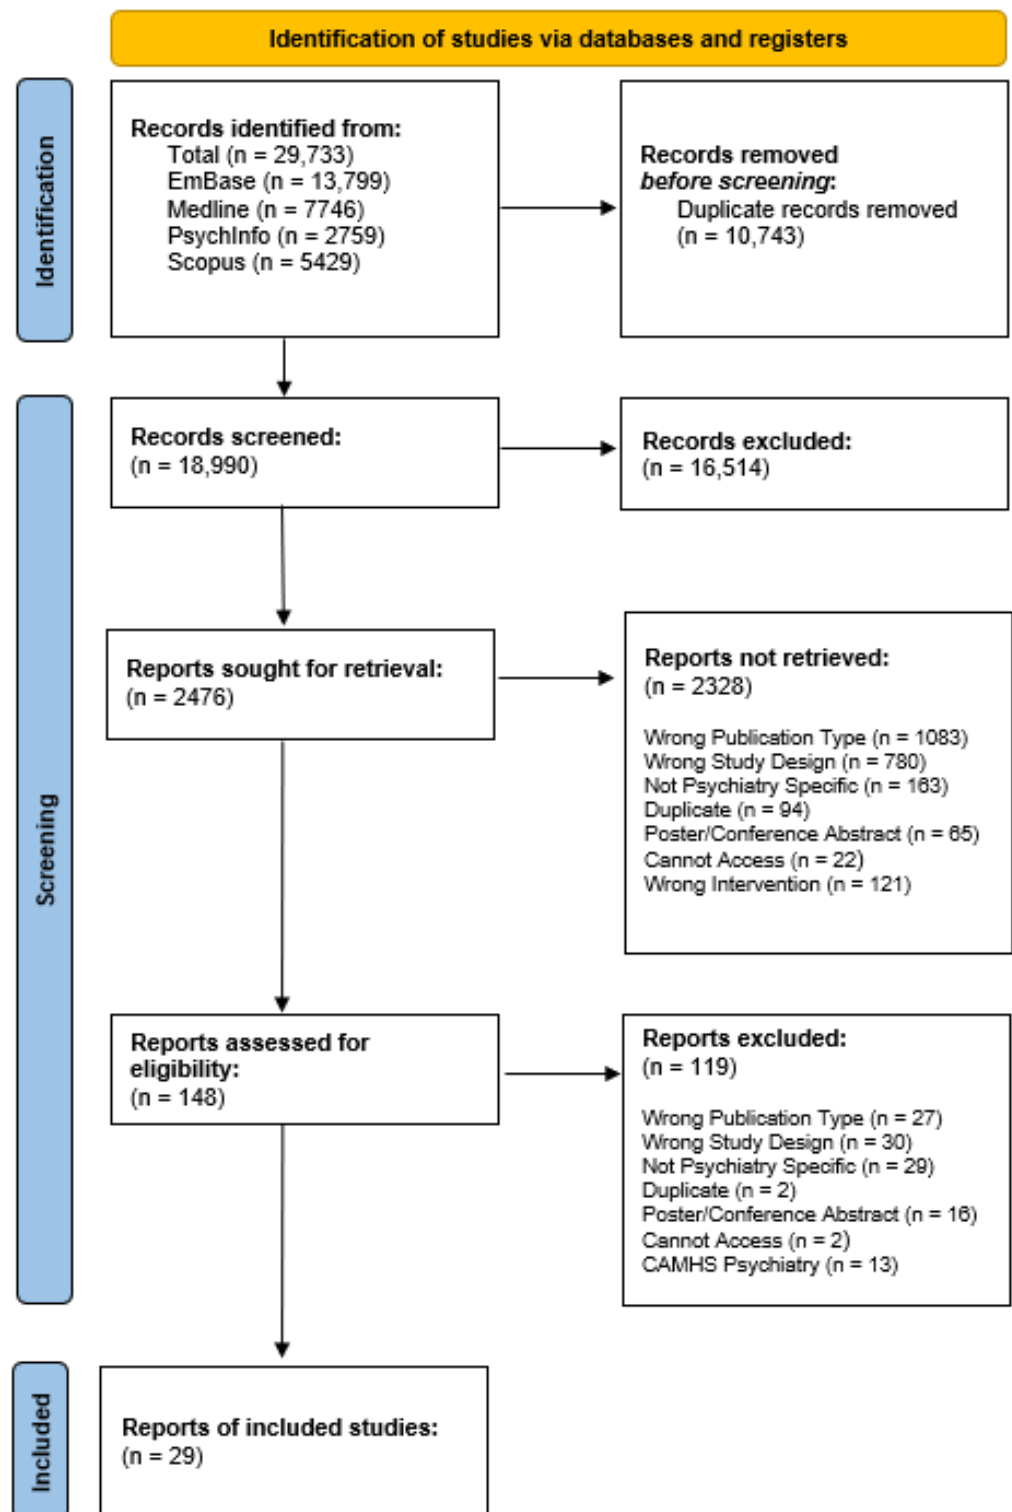 Identification of studies via databases and registers
Identification
Records identified from:
Total (n = 29,733)
EmBase (n = 13,799)
Medline (n = 7746)
PsychInfo (n = 2759)
Scopus (n = 5429)
Records removed
before screening:
Duplicate records removed
(n = 10,743)
Screening
Records screened:
(n = 18,990)
Records excluded:
(n = 16,514)
Reports sought for retrieval:
(n = 2476)
Reports not retrieved:
(n = 2328)
Wrong Publication Type (n = 1083)
Wrong Study Design (n = 780)
Not Psychiatry Specific (n = 163)
Duplicate (n = 94)
Poster/Conference Abstract (n = 65)
Cannot Access (n = 22)
Wrong Intervention (n = 121)
Reports assessed for
eligibility:
(n = 148)
Reports excluded:
(n = 119)
Wrong Publication Type (n = 27)
Wrong Study Design (n = 30)
Not Psychiatry Specific (n = 29)
Duplicate (n = 2)
Poster/Conference Abstract (n = 16)
Cannot Access (n = 2)
CAMHS Psychiatry (n = 13)
Included
Reports of included studies:
(n = 29)